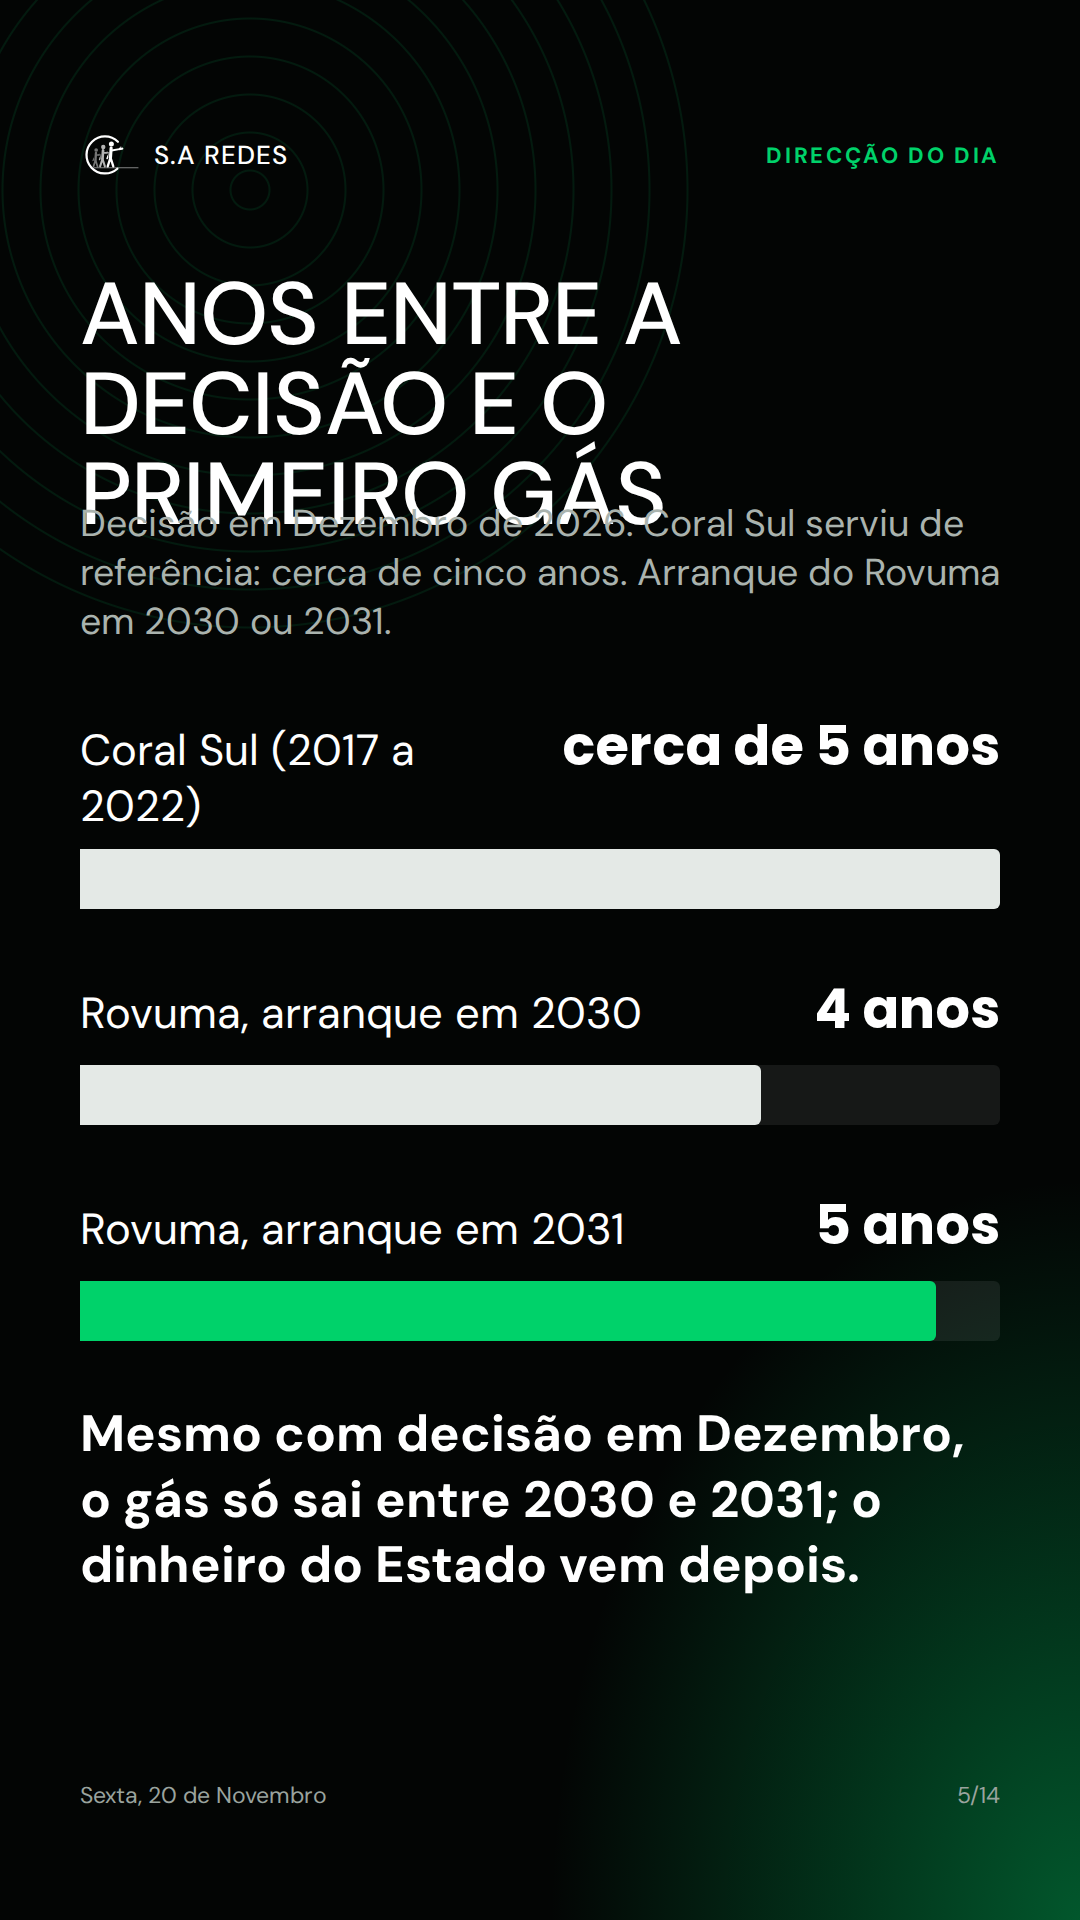 S.A REDES
DIRECÇÃO DO DIA
ANOS ENTRE A
DECISÃO E O
PRIMEIRO GÁS
Decisão em Dezembro de 2026. Coral Sul serviu de
referência: cerca de cinco anos. Arranque do Rovuma
em 2030 ou 2031.
Coral Sul (2017 a
2022)
cerca de 5 anos
Rovuma, arranque em 2030
4 anos
Rovuma, arranque em 2031
5 anos
Mesmo com decisão em Dezembro,
o gás só sai entre 2030 e 2031; o
dinheiro do Estado vem depois.
Sexta, 20 de Novembro
5/14